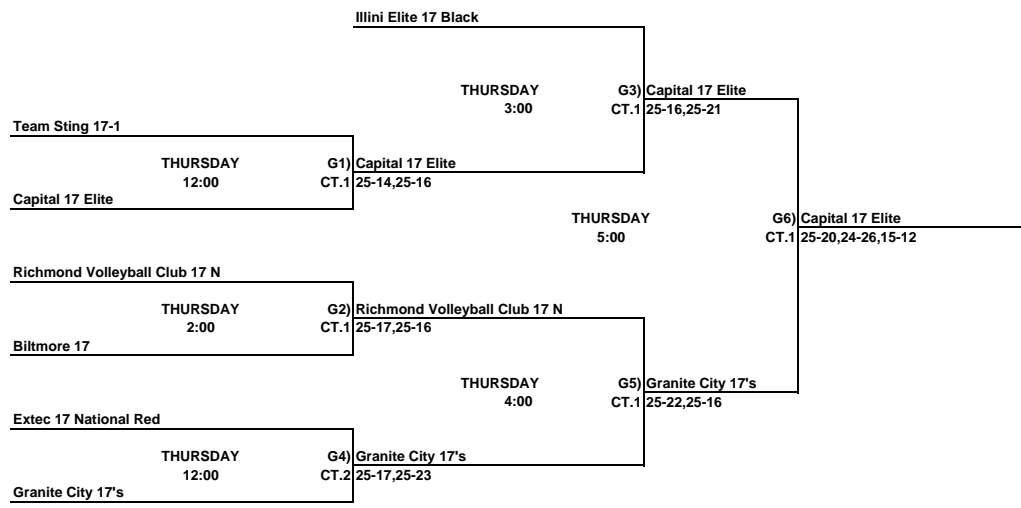 Illini Elite 17 Black
THURSDAY G3) Capital 17 Elite
3:00 CT.1 25-16,25-21
Team Sting 17-1
THURSDAY G1) Capital 17 Elite
12:00 CT.1 25-14,25-16
Capital 17 Elite
THURSDAY G6) Capital 17 Elite
5:00 CT.1 25-20,24-26,15-12
Richmond Volleyball Club 17 N
THURSDAY G2) Richmond Volleyball Club 17 N
2:00 CT.1 25-17,25-16
Biltmore 17
THURSDAY G5) Granite City 17's
4:00 CT.1 25-22,25-16
Extec 17 National Red
THURSDAY G4) Granite City 17's
12:00 CT.2 25-17,25-23
Granite City 17's